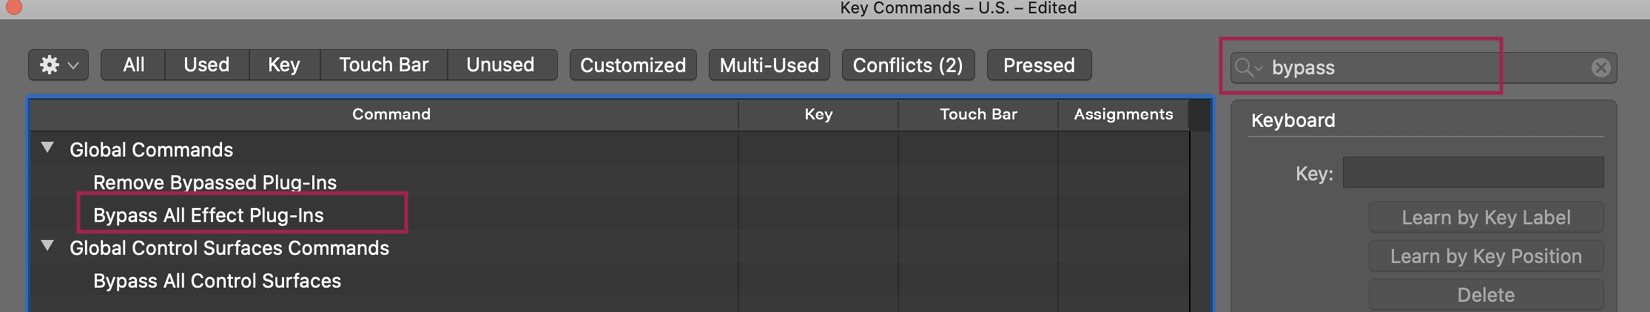 Key Commands – U.S. – Edited
All Used Key Touch Bar Unused Customized Multi-Used Conflicts (2) Pressed
bypass
Command Key Touch Bar Assignments
Global Commands
Remove Bypassed Plug-Ins
Bypass All Effect Plug-Ins
Global Control Surfaces Commands
Bypass All Control Surfaces
Keyboard
Key:
Learn by Key Label
Learn by Key Position
Delete